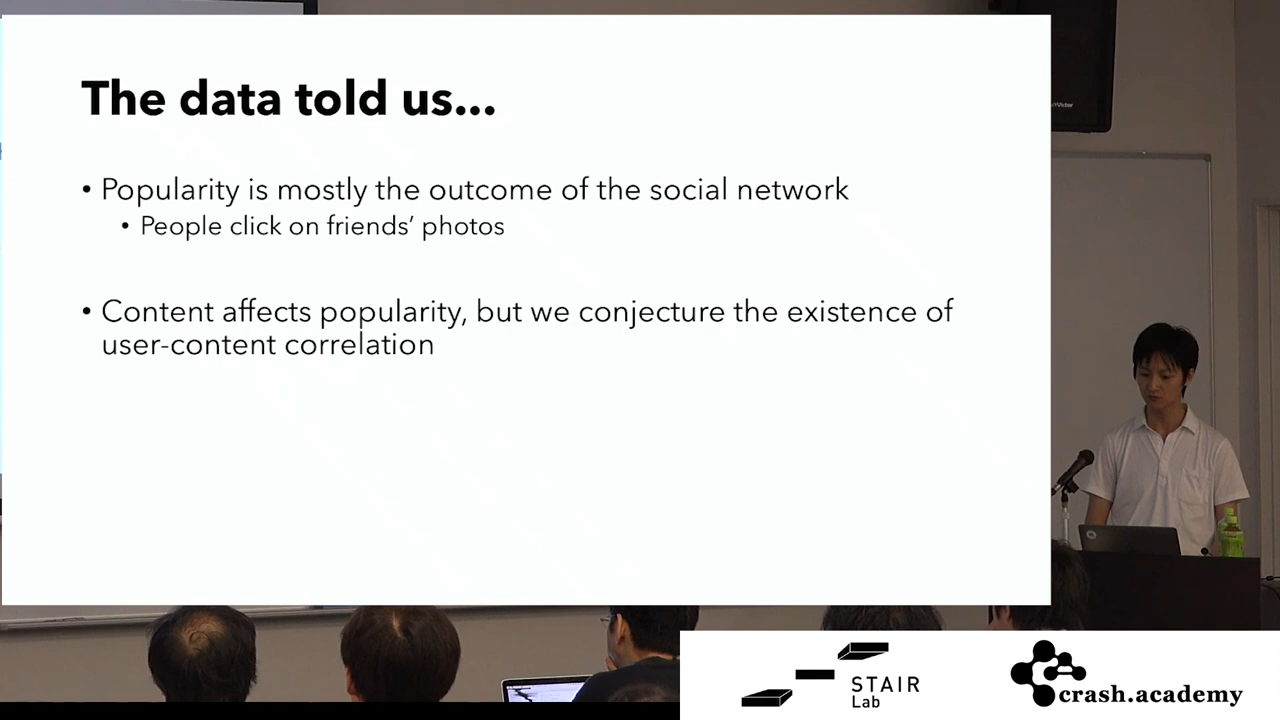 The data told us...
• Popularity is mostly the outcome of the social network
• People click on friends’ photos
• Content affects popularity, but we conjecture the existence of
user-content correlation
STAIR
Lab
crash.academy